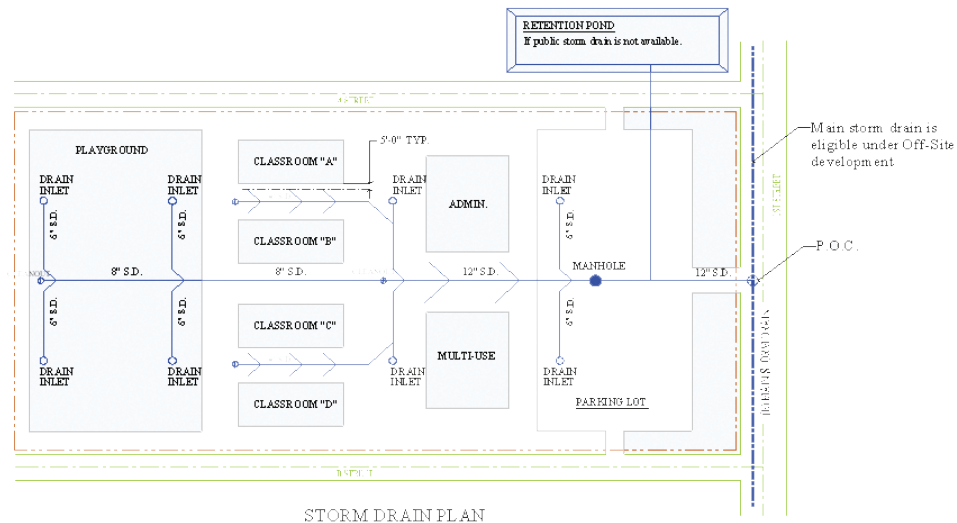 RETENTION POND
If public storm drain is not available.
Main storm drain is
eligible under Off-Site
development
5'-0" TYP.
PLAYGROUND
CLASSROOM "A"
DRAIN
INLET
DRAIN
INLET
DRAIN
INLET
ADMIN.
DRAIN
INLET
6" S.D.
6" S.D.
6" S.D.
CLASSROOM "B"
P.O.C.
8" S.D.
8" S.D.
12" S.D.
MANHOLE
12" S.D.
6" S.D.
6" S.D.
6" S.D.
CLASSROOM "C"
MULTI-USE
DRAIN
INLET
DRAIN
INLET
DRAIN
INLET
DRAIN
INLET
CLASSROOM "D"
PARKING LOT
STORM DRAIN PLAN